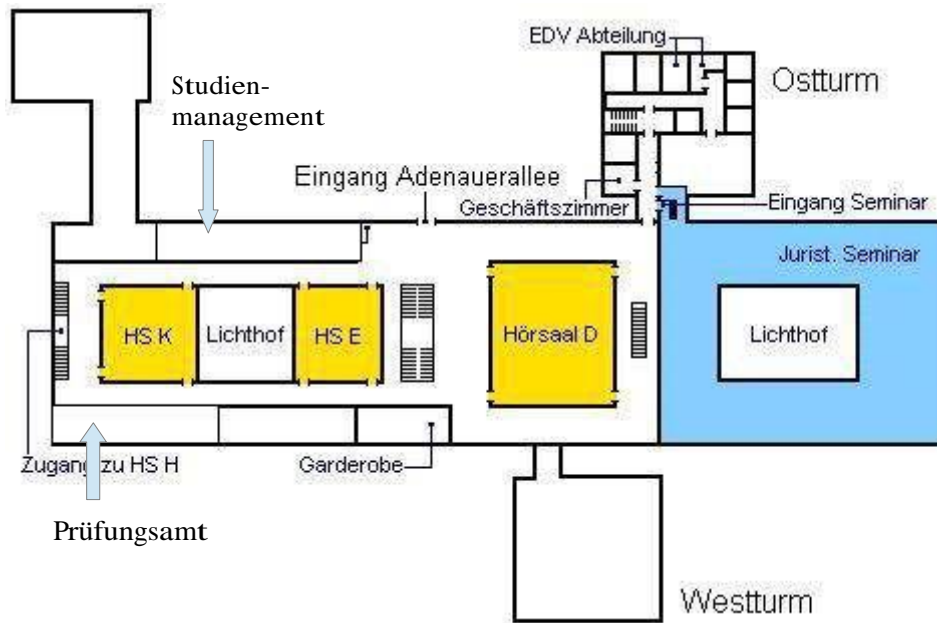 EDV Abteilung
Ostturm
Studien-
management
Eingang Adenauerallee
Geschäftszimmer
Eingang Seminar
Jurist. Seminar
HS K
Lichthof
HS E
Hörsaal D
Lichthof
Zugang zu HS H
Garderobe
Prüfungsamt
Westturm